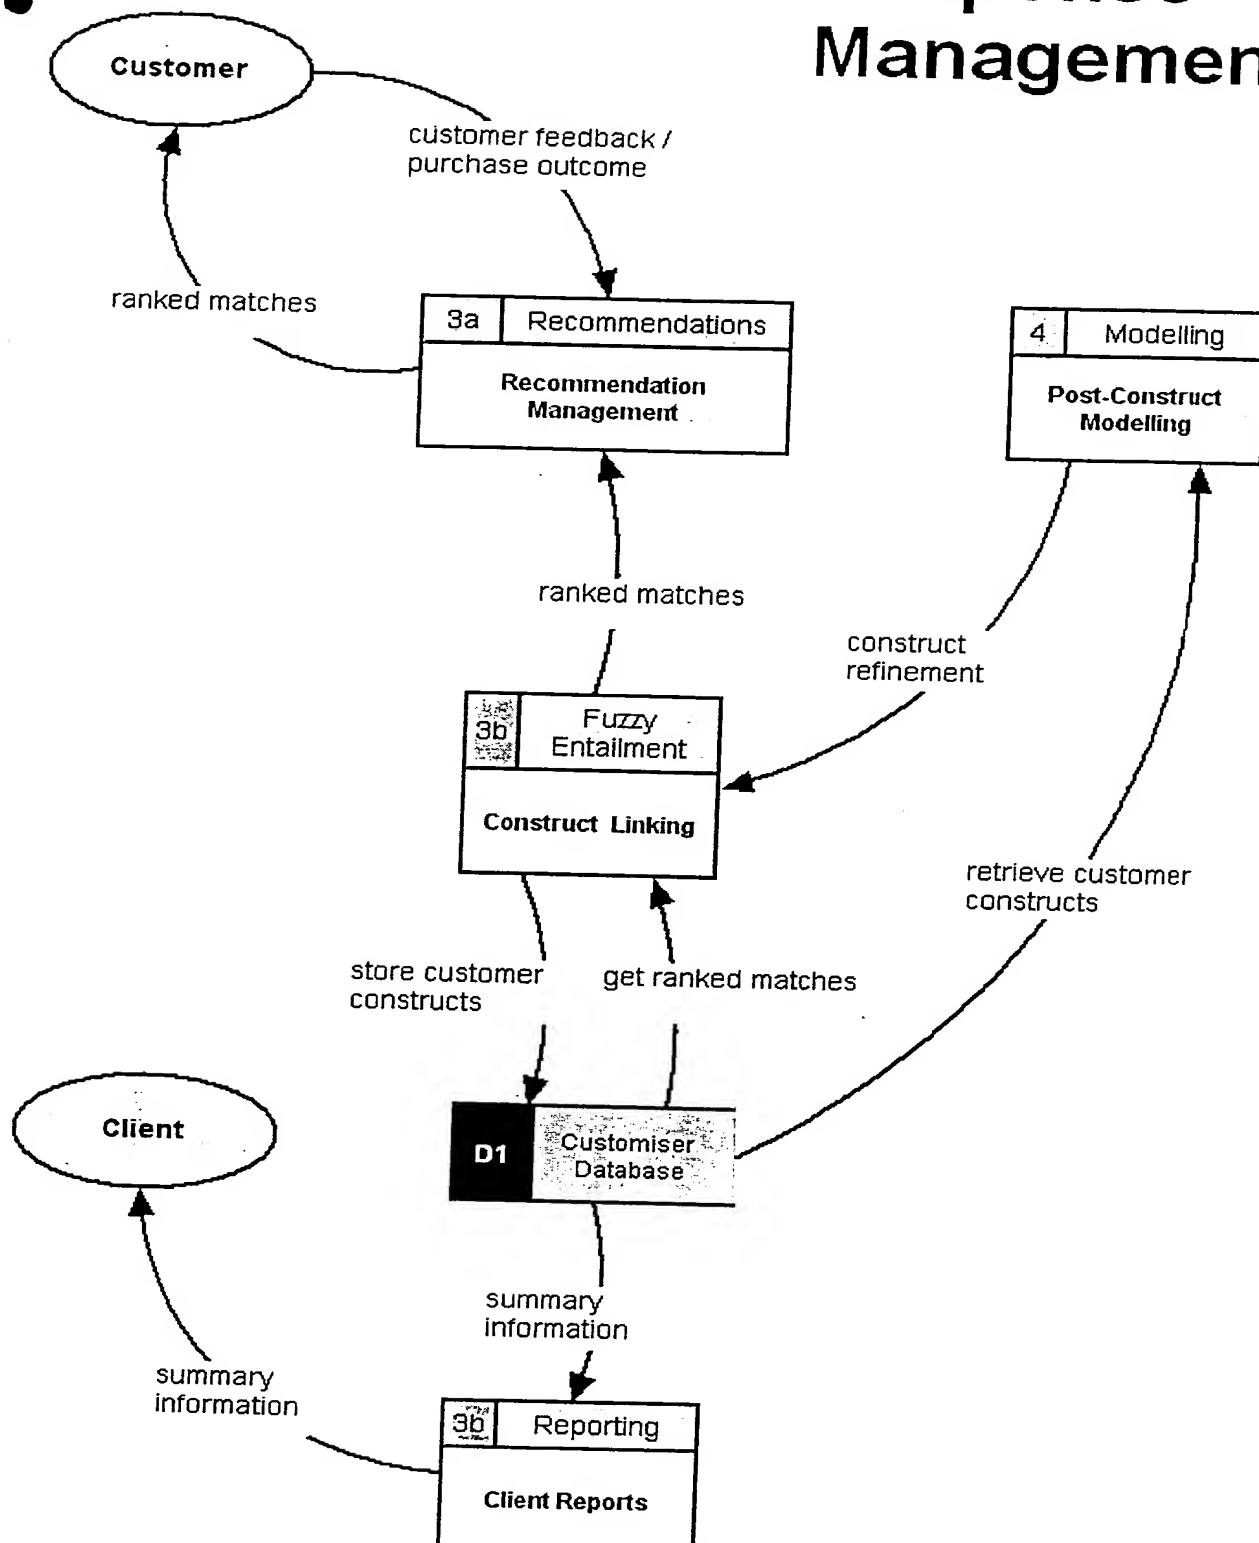 Managemen
Customer
customer feedback /
purchase outcome
ranked matches
3a Recommendations
Recommendation
Management
4 Modelling
Post-Construct
Modelling
ranked matches
construct
refinement
3b Fuzzy
Entailment
Construct Linking
retrieve customer
constructs
store customer
constructs
get ranked matches
Client
D1 Customiser
Database
summary
information
summary
information
3b Reporting
Client Reports